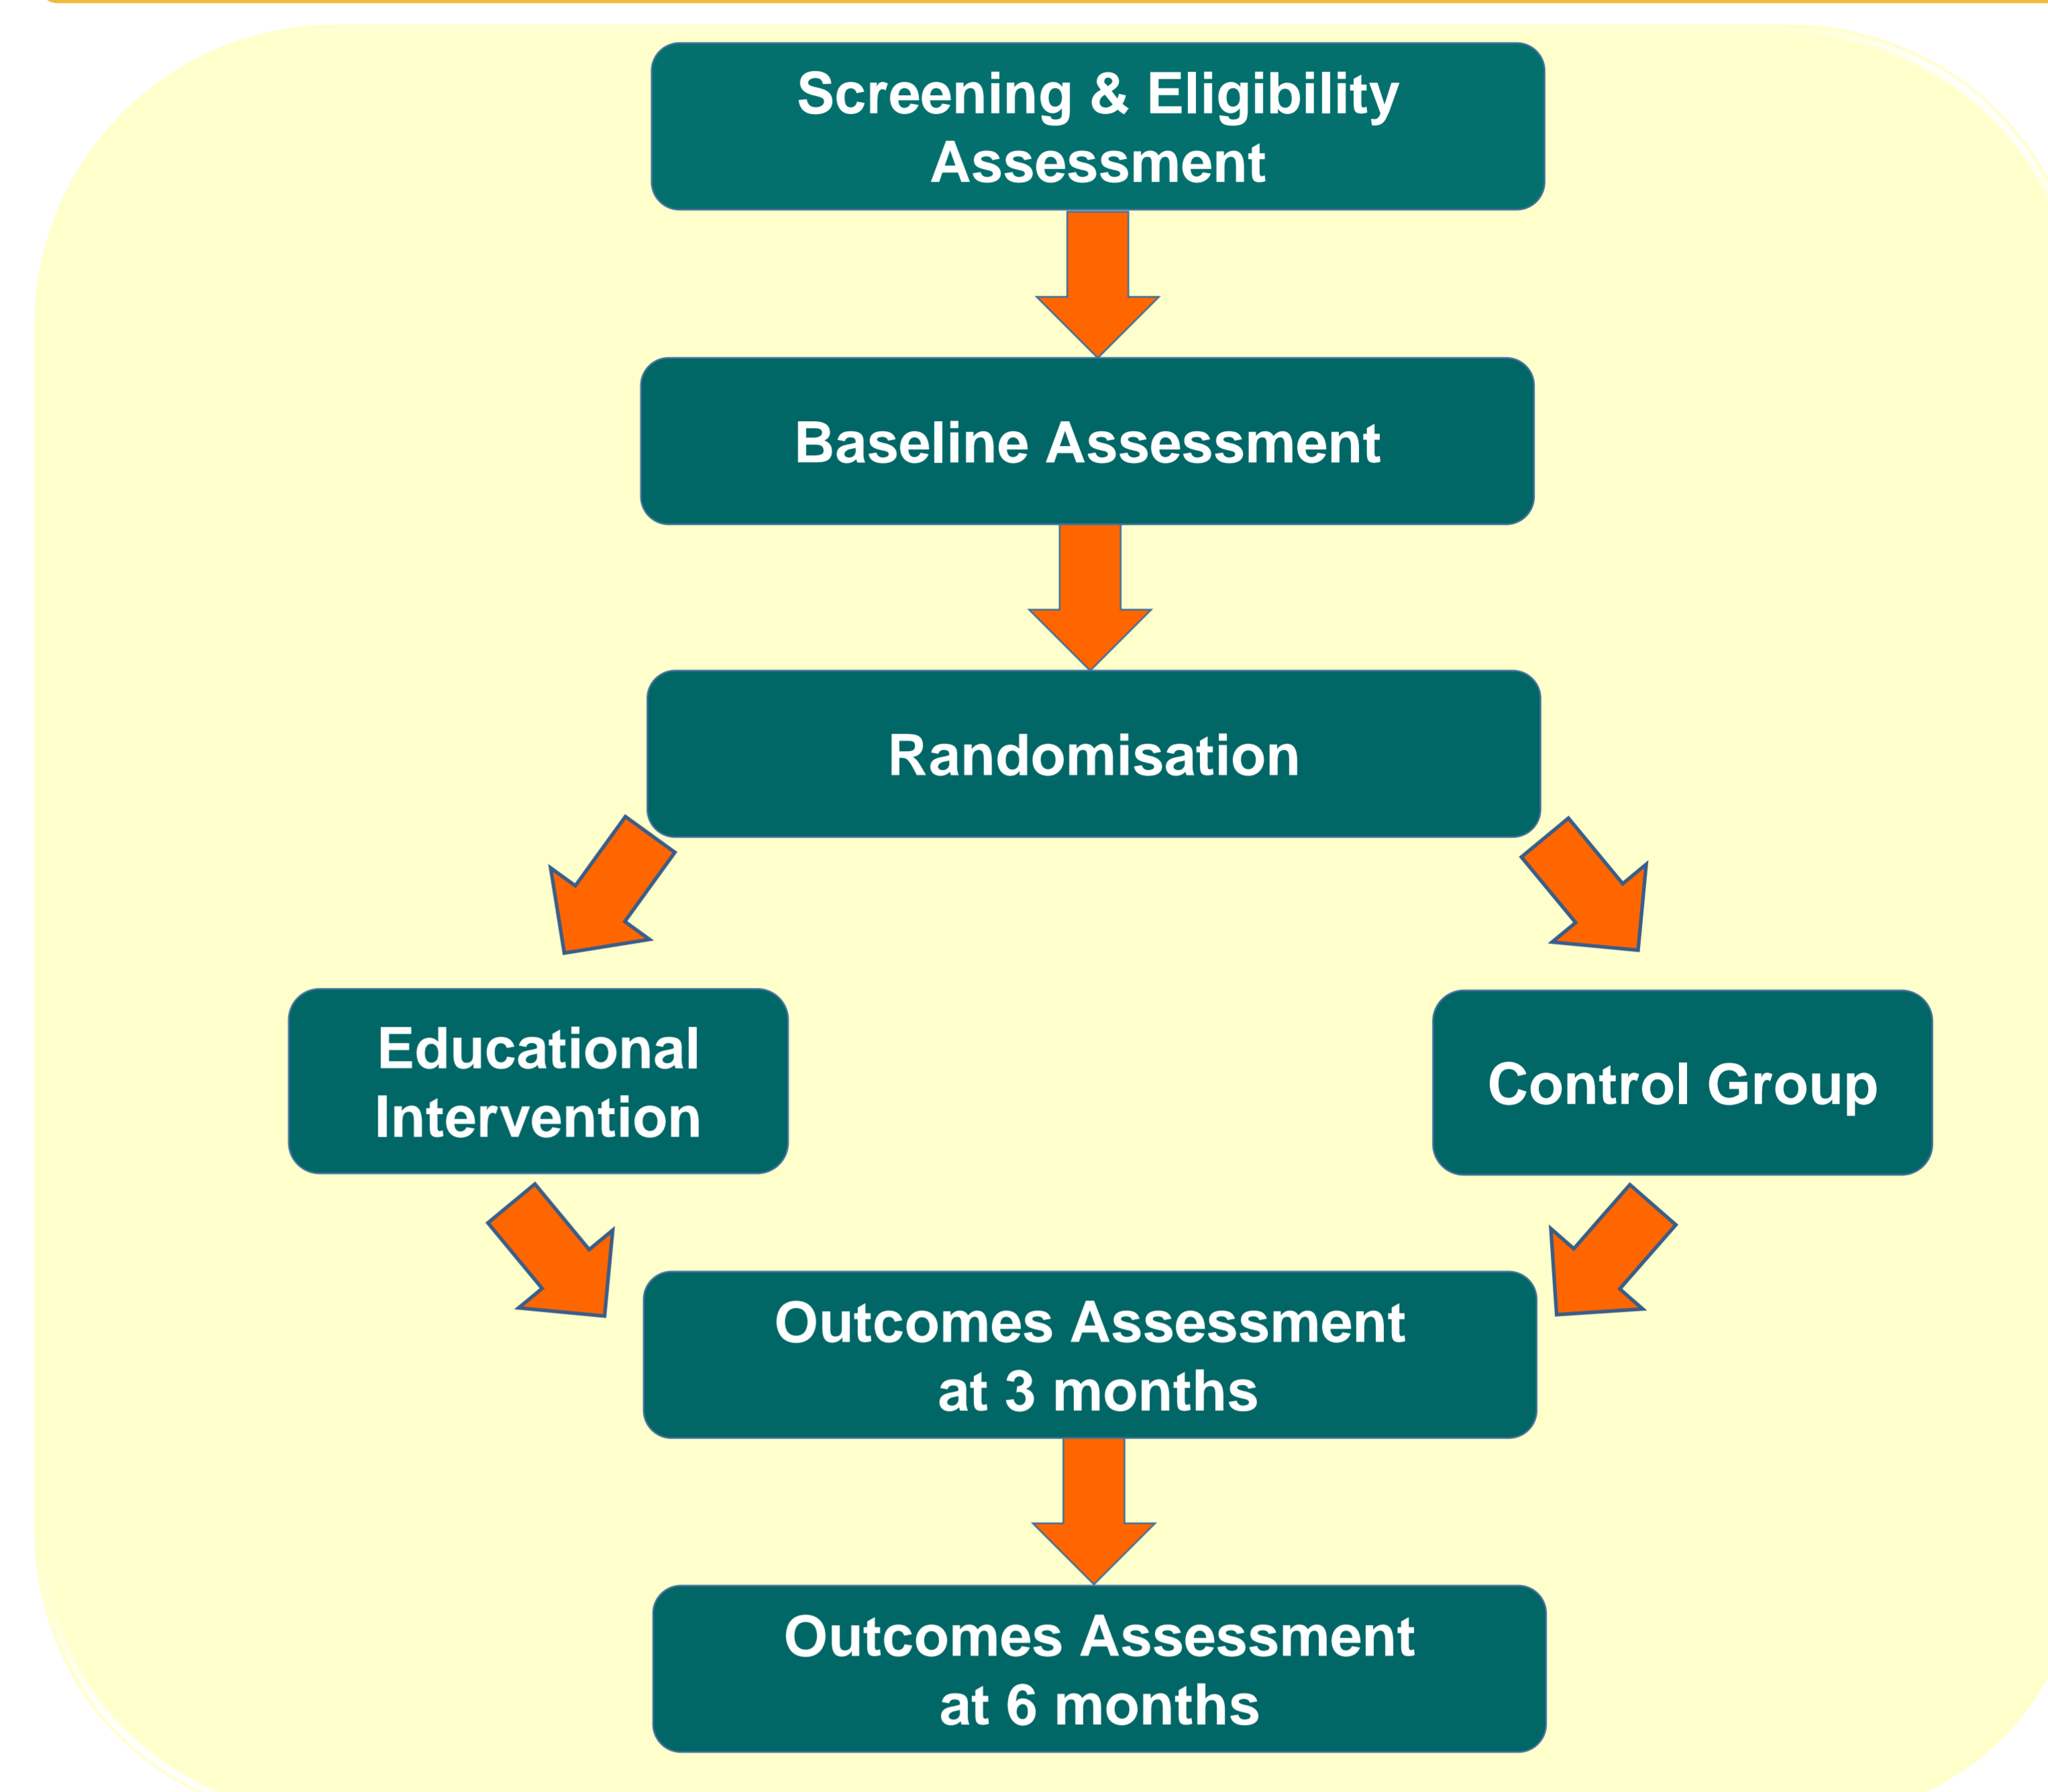 Screening & Eligibility
Assessment
Baseline Assessment
Randomisation
Educational
Intervention
Control Group
Outcomes Assessment
at 3 months
Outcomes Assessment
at 6 months